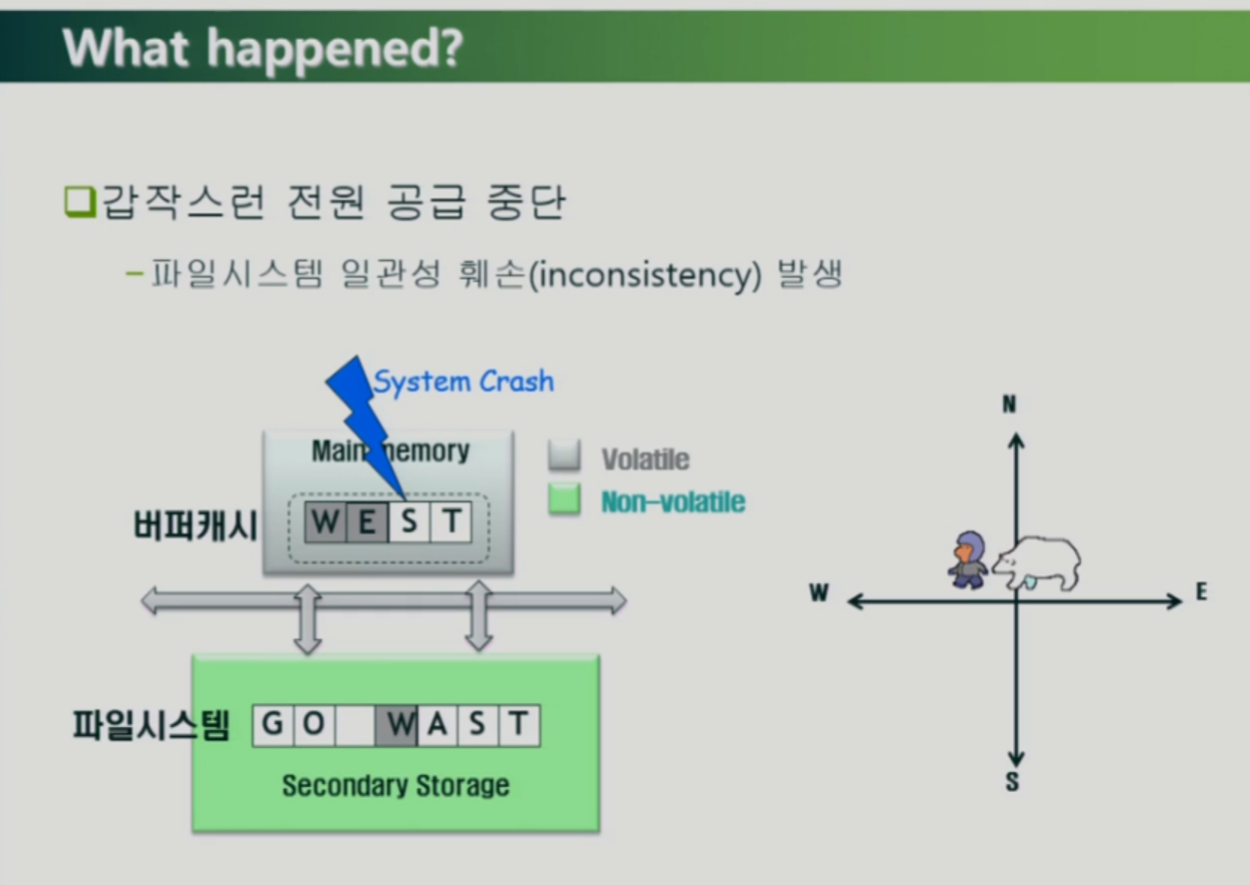 What happened?
갑작스런 전원 공급 중단
– 파일시스템 일관성 훼손(inconsistency) 발생
System Crash
Main memory
Volatile
Non-volatile
버퍼캐시
W E S T
파일시스템
G O W A S T
Secondary Storage
N
W
E
S